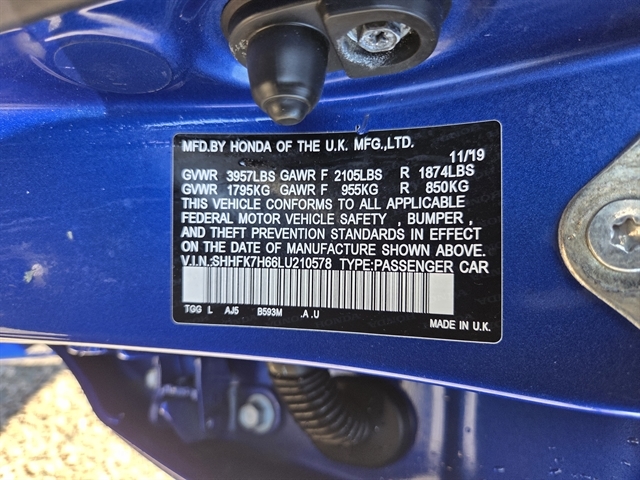 MFD.BY HONDA OF THE U.K. MFG.,LTD.
11/19
GVWR 3957LBS GAWR F 2105LBS R 1874LBS
GVWR 1795KG GAWR F 955KG R 850KG
THIS VEHICLE CONFORMS TO ALL APPLICABLE
FEDERAL MOTOR VEHICLE SAFETY , BUMPER ,
AND THEFT PREVENTION STANDARDS IN EFFECT
ON THE DATE OF MANUFACTURE SHOWN ABOVE.
V.I.N.:SHHFK7H66LU210578 TYPE:PASSENGER CAR
TGG L AJ5 B593M .A .U
MADE IN U.K.